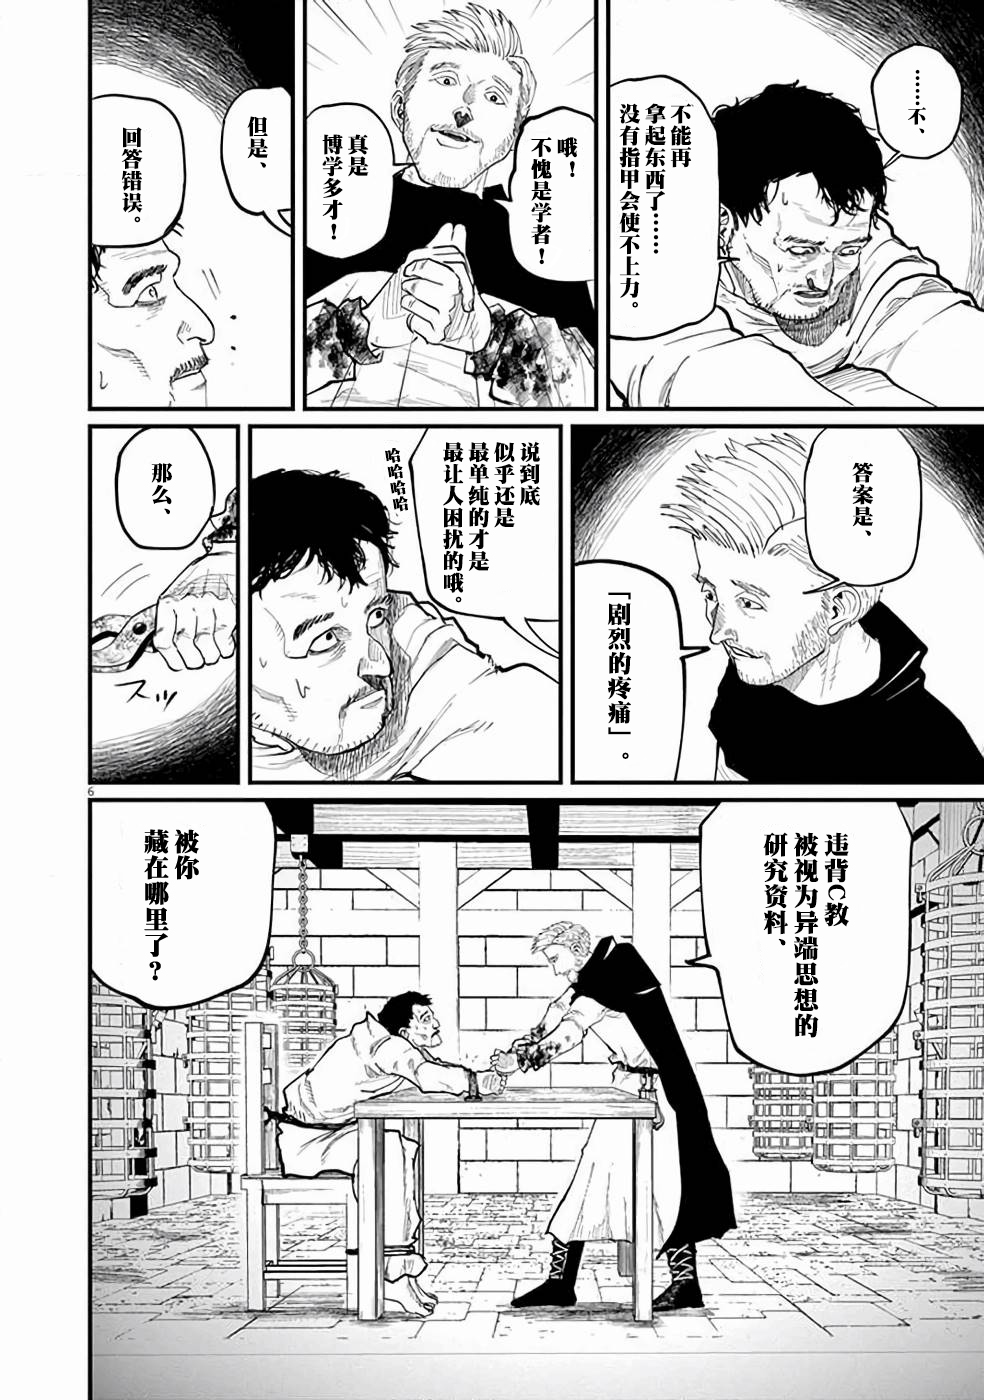 ……不、
不能再
拿起东西了……
没有指甲会使不上力。
哦！
不愧是学者！
真是
博学多才！
但是、
回答错误。
答案是、
「剧烈的疼痛」。
说到底
似乎还是
最单纯的才是
最让人困扰的哦。
哈哈哈哈
那么、
スッ
6
违背C教
被视为异端思想的
研究资料、
被你
藏在哪里了？